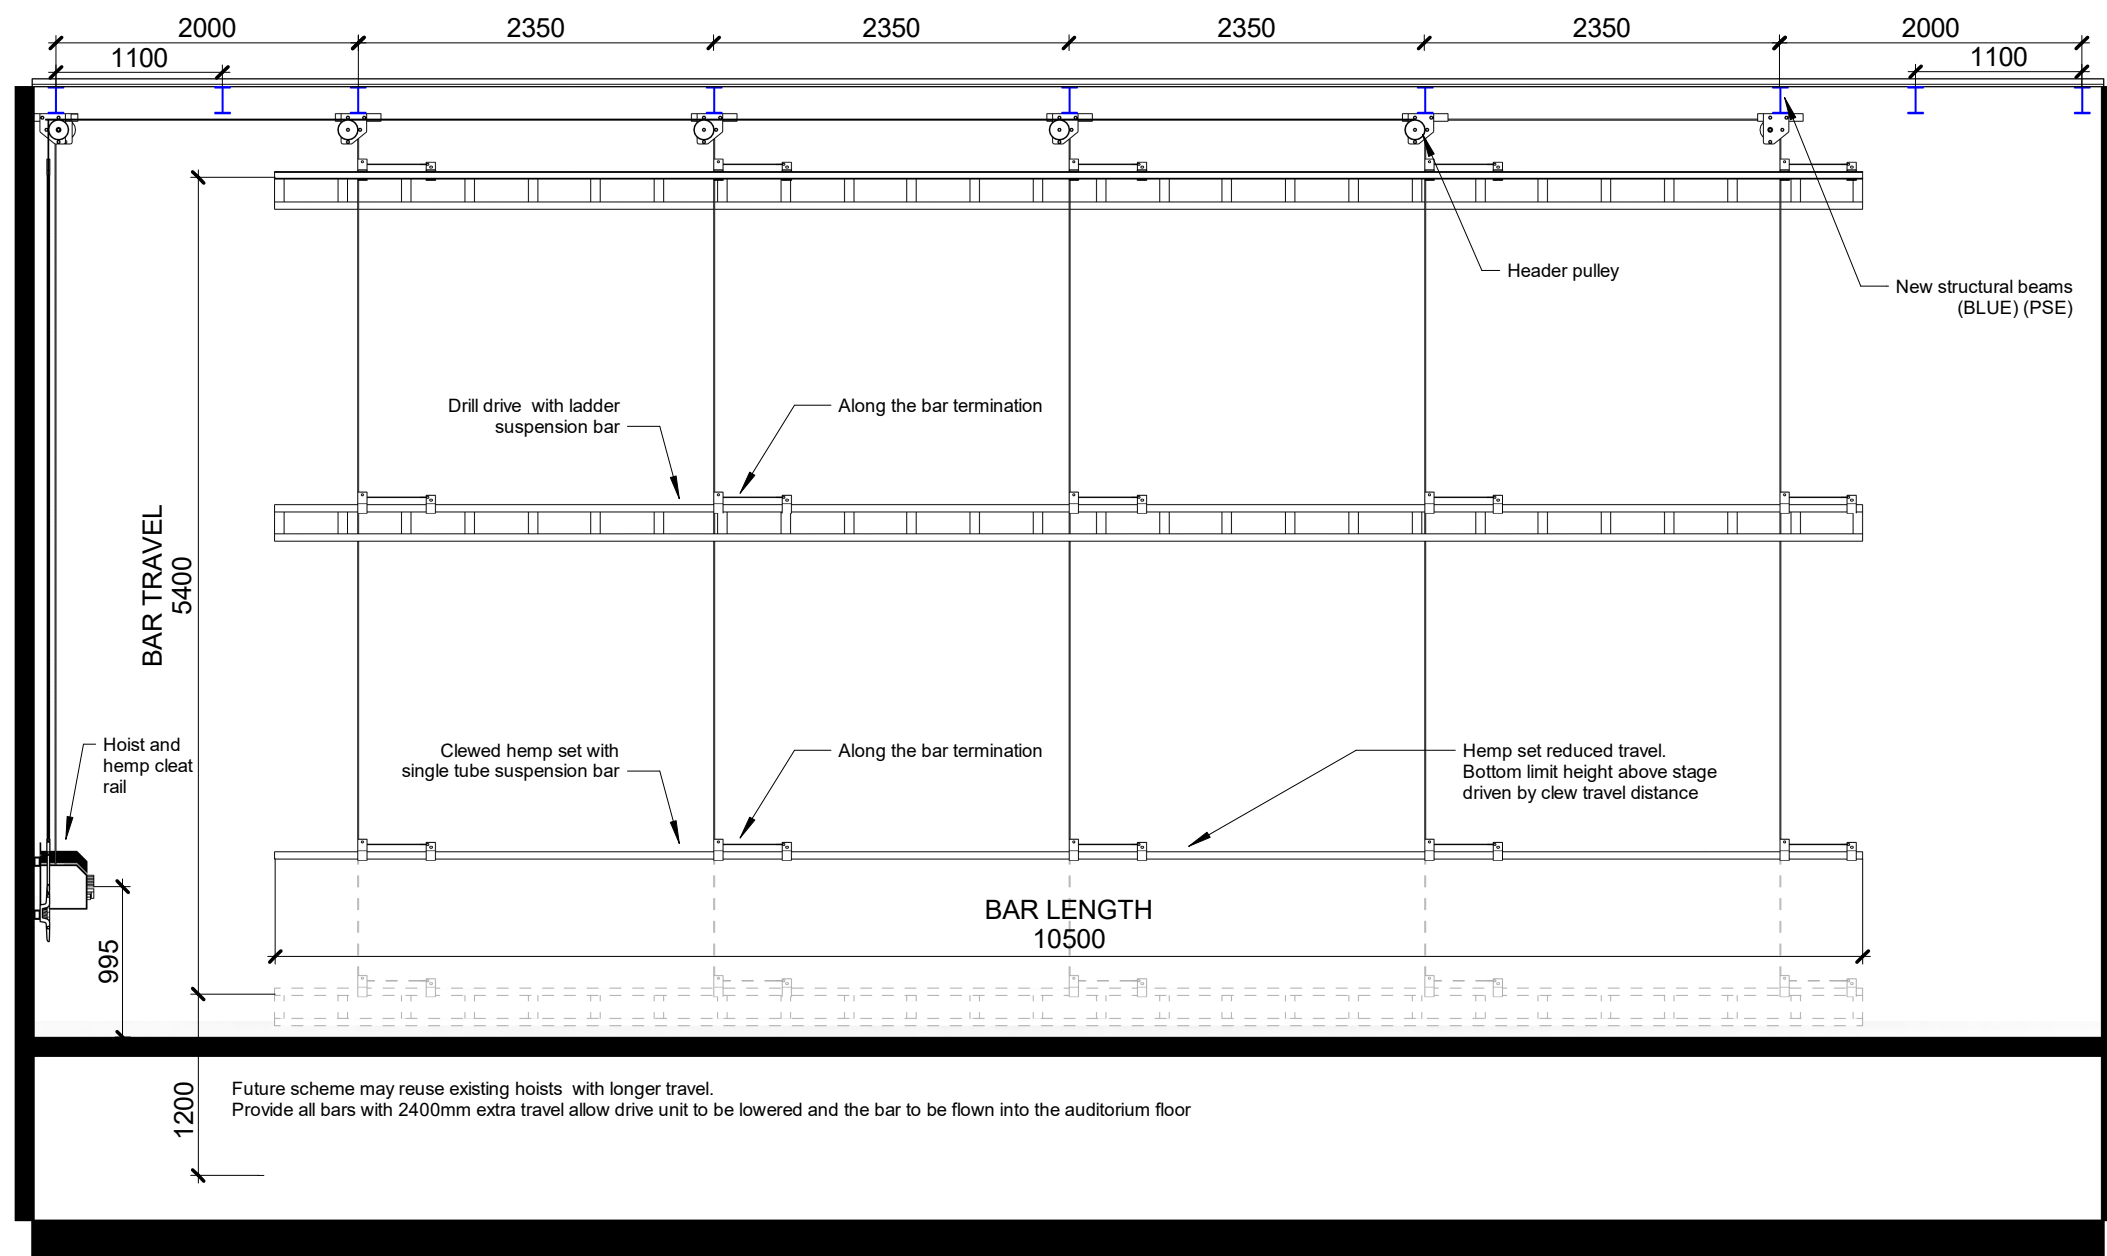 2000
2350
2350
2350
2350
2000
1100
1100
Header pulley
New structural beams
(BLUE) (PSE)
Drill drive  with ladder
suspension bar
Along the bar termination
BAR TRAVEL
5400
Hoist and
hemp cleat
rail
Clewed hemp set with
single tube suspension bar
Along the bar termination
Hemp set reduced travel.
Bottom limit height above stage
driven by clew travel distance
BAR LENGTH
10500
995
1200
Future scheme may reuse existing hoists  with longer travel.
Provide all bars with 2400mm extra travel allow drive unit to be lowered and the bar to be flown into the auditorium floor